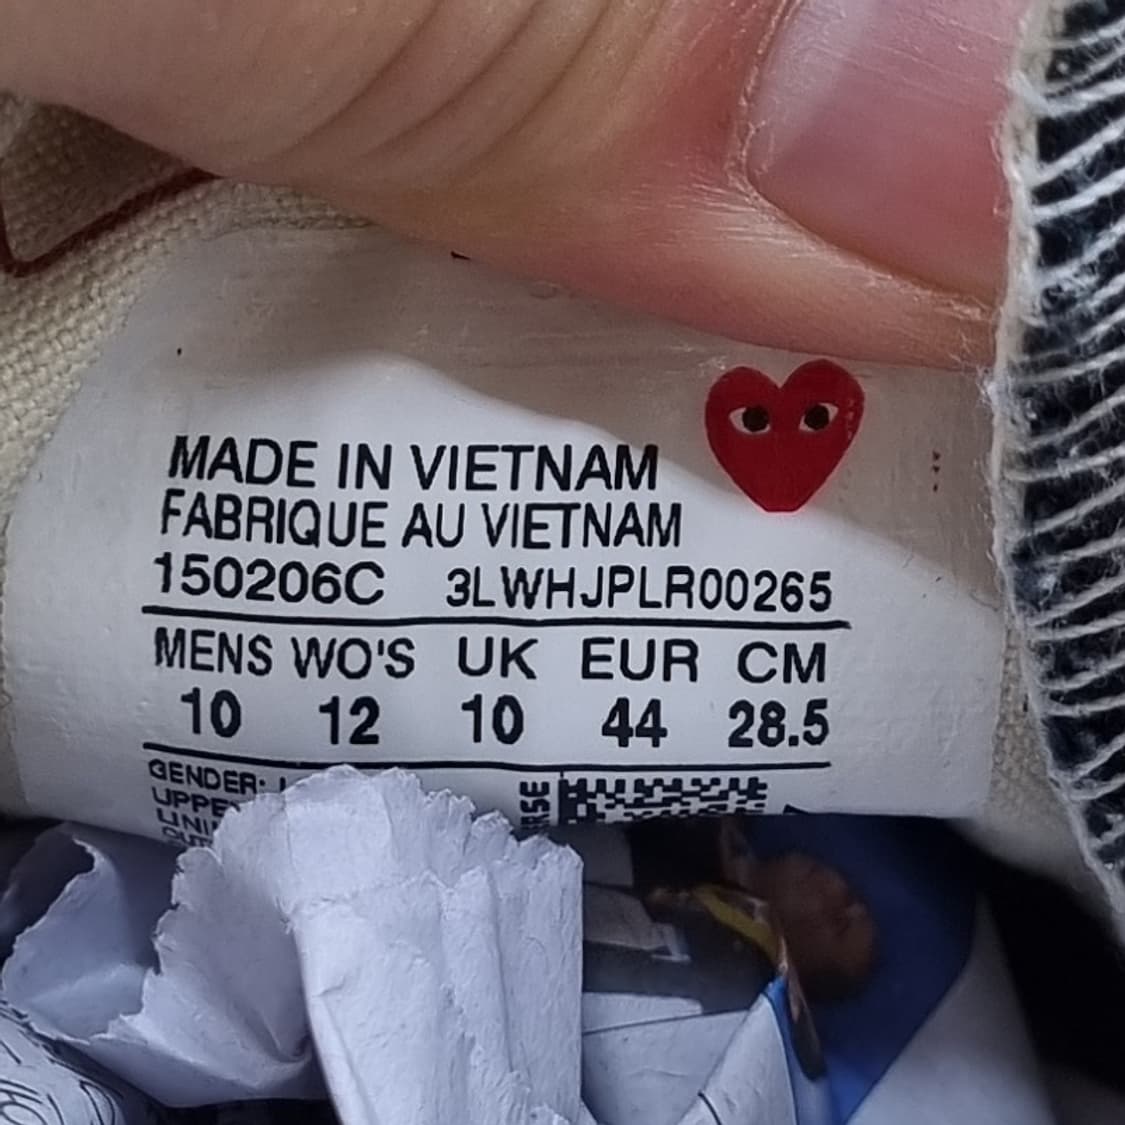 MADE IN VIETNAM
FABRIQUE AU VIETNAM
150206C 3LWHJPLR00265
MENS WO'S UK EUR CM
10 12 10 44 28.5
GENDER: